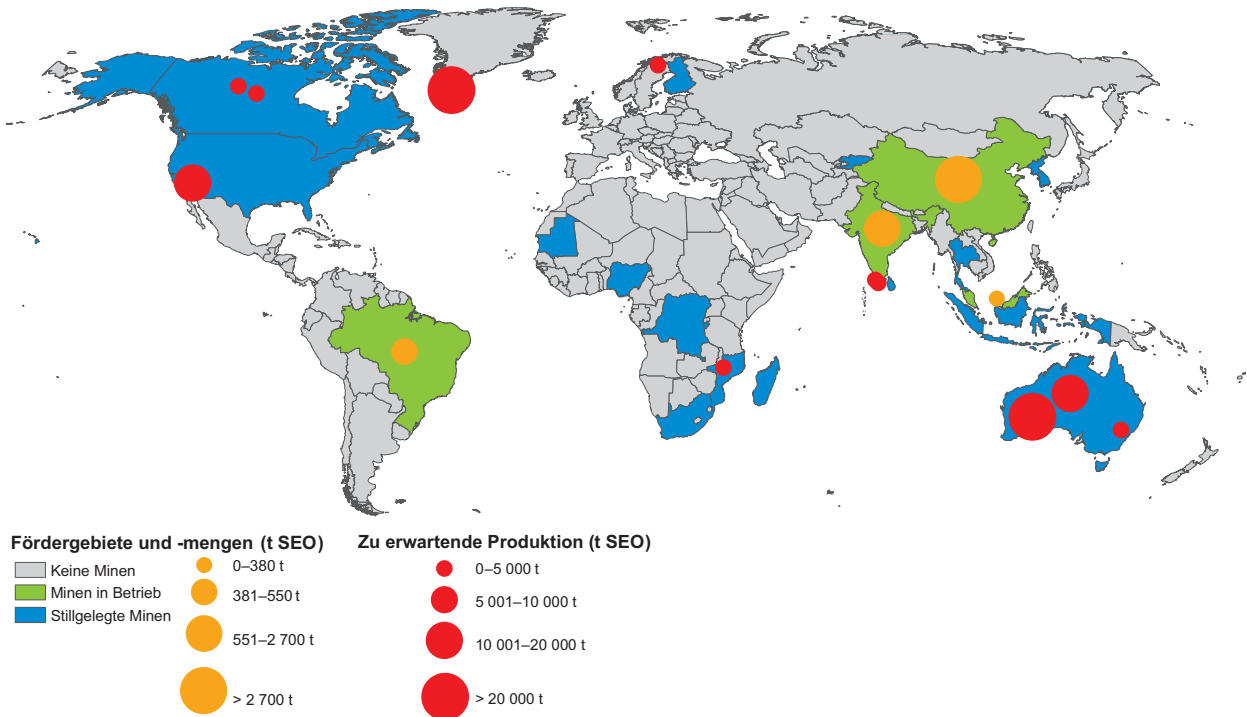 Fördergebiete und -mengen (t SEO)
Keine Minen
Minen in Betrieb
Stillgelegte Minen
0–380 t
381–550 t
551–2 700 t
> 2 700 t
Zu erwartende Produktion (t SEO)
0–5 000 t
5 001–10 000 t
10 001–20 000 t
> 20 000 t